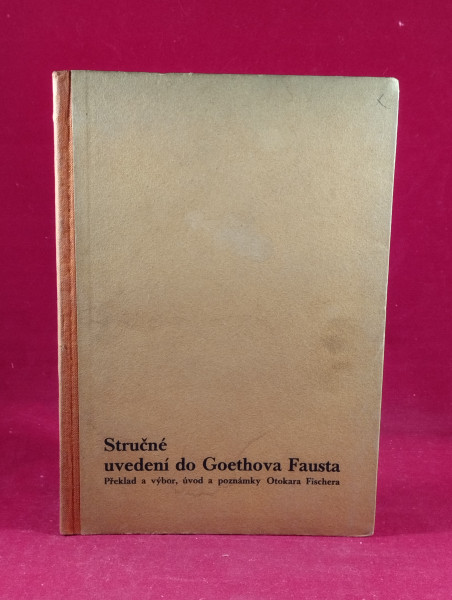 Stručné
uvedení do Goethova Fausta
Překlad a výbor, úvod a poznámky Otokara Fischera